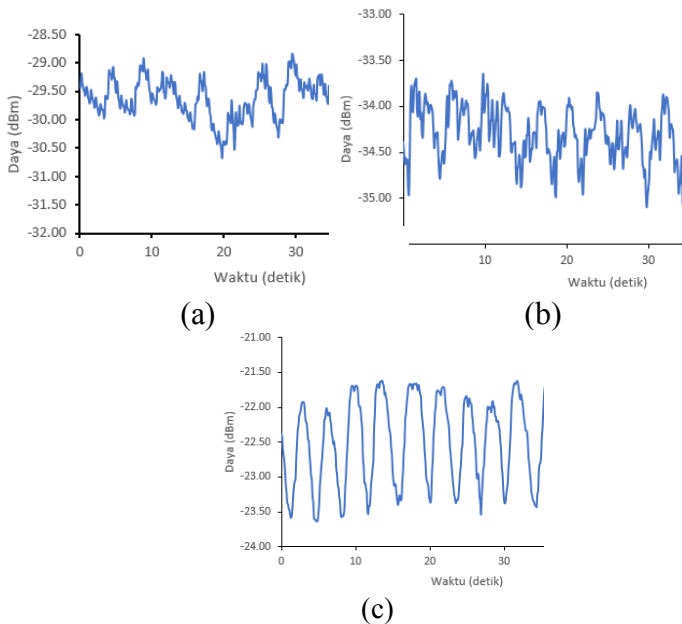 -28.50
-29.00
-29.50
-30.00
-30.50
-31.00
-31.50
-32.00
Daya (dBm)
0 10 20 30
Waktu (detik)
(a)
-33.00
-33.50
-34.00
-34.50
-35.00
Daya (dBm)
10 20 30
Waktu (detik)
(b)
-21.00
-21.50
-22.00
-22.50
-23.00
-23.50
-24.00
Daya (dBm)
0 10 20 30
Waktu (detik)
(c)